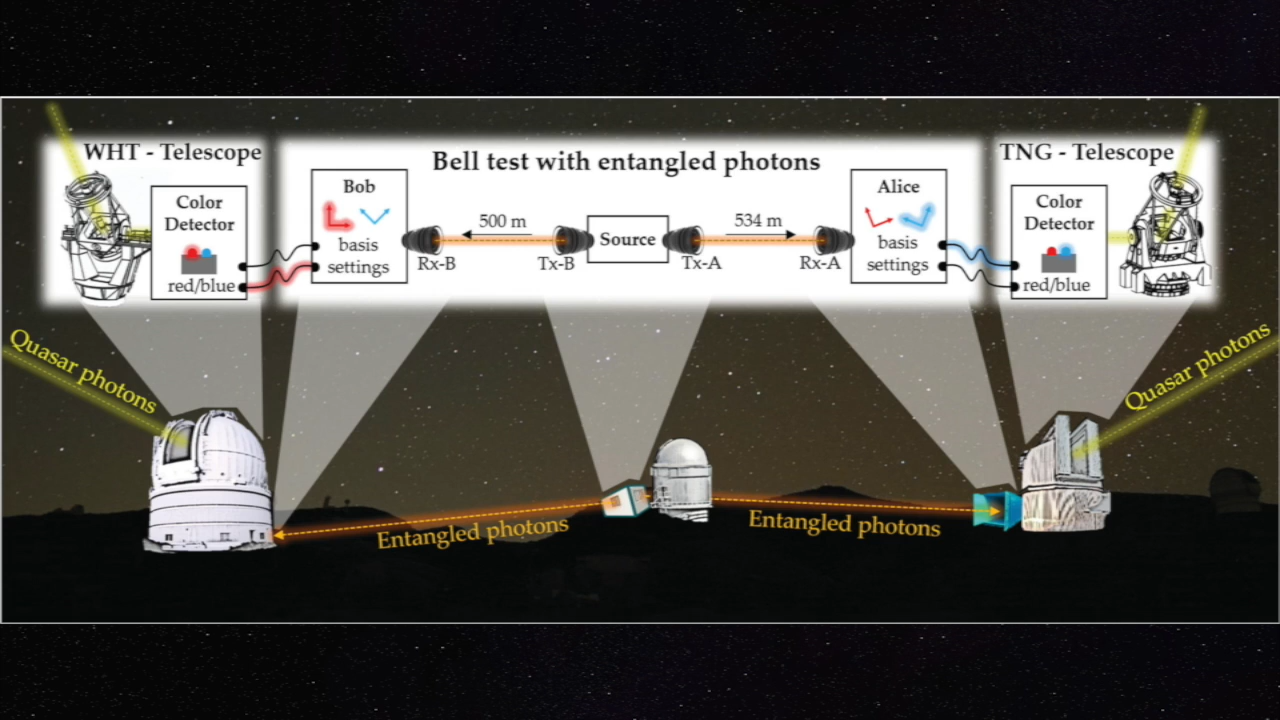 WHT - Telescope
Color
Detector
red/blue
Bell test with entangled photons
Bob
basis
settings
500 m
Rx-B
Tx-B
Source
534 m
Tx-A
Rx-A
Alice
basis
settings
TNG - Telescope
Color
Detector
red/blue
Quasar photons
Quasar photons
Entangled photons
Entangled photons